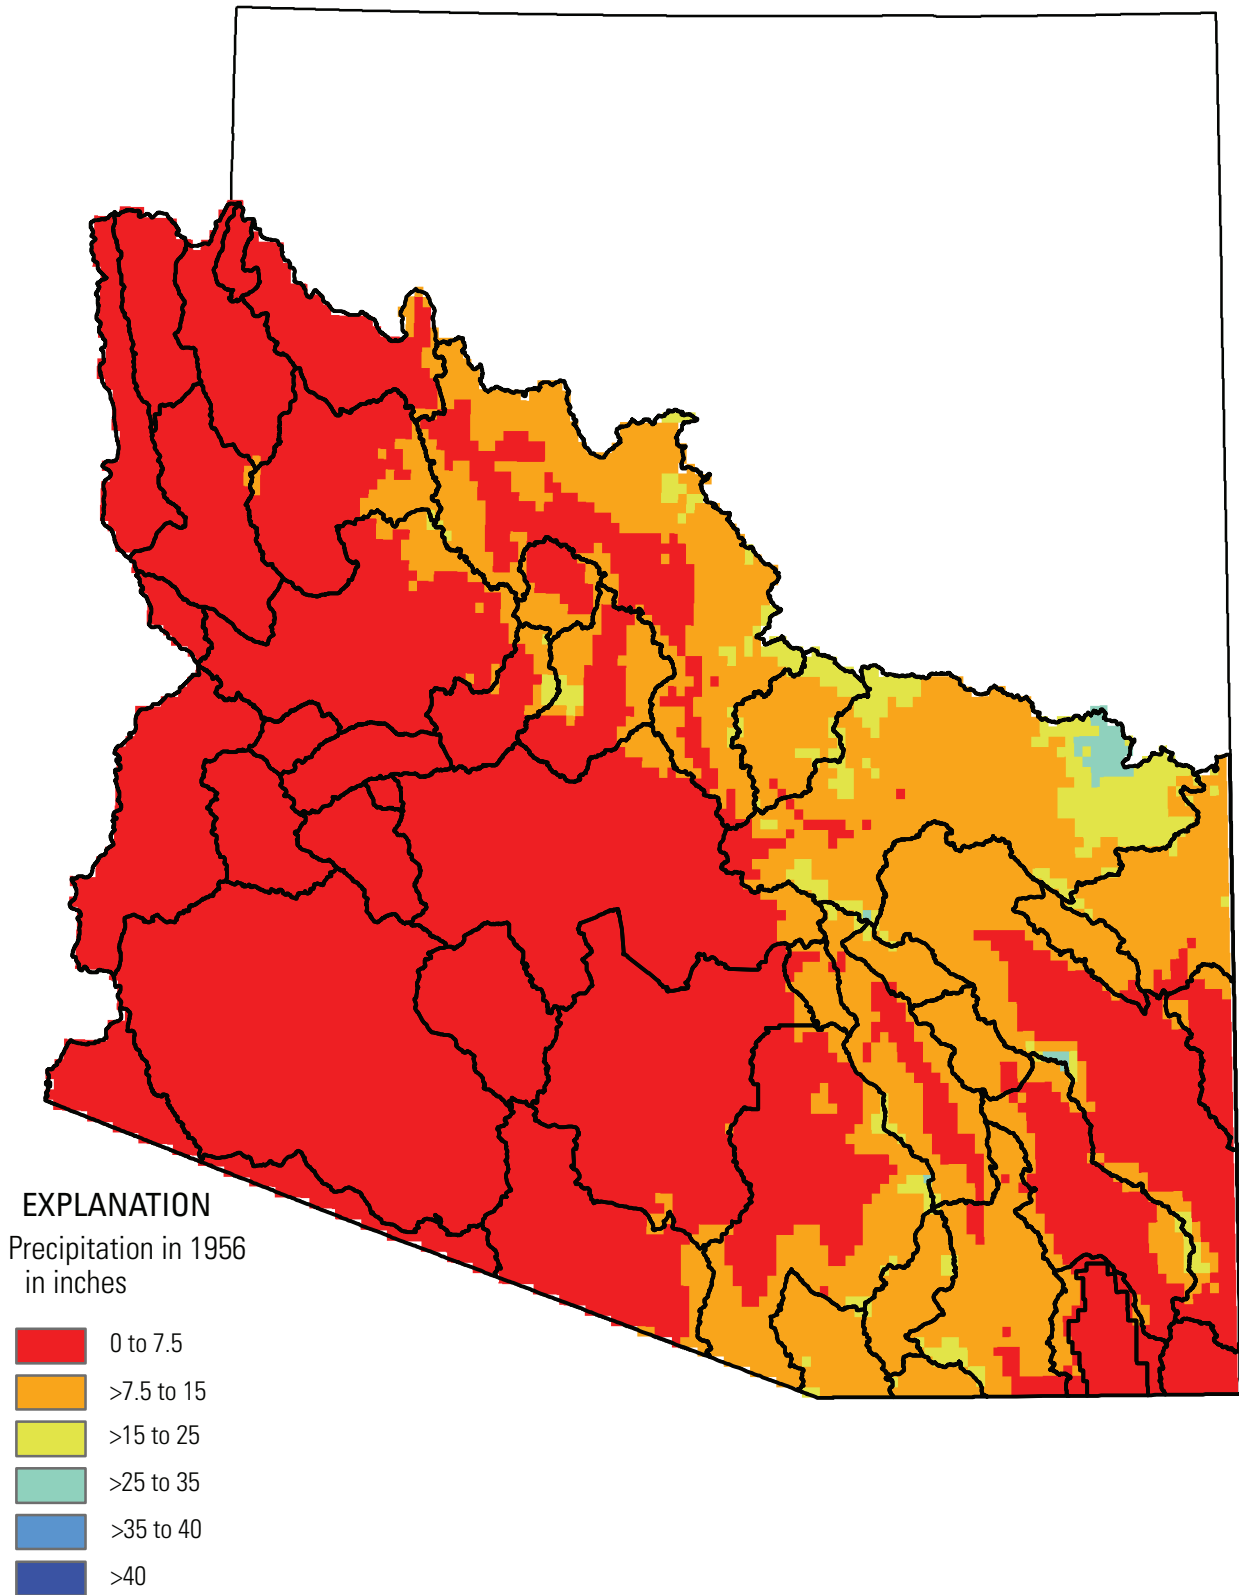 EXPLANATION
Precipitation in 1956
in inches
0 to 7.5
>7.5 to 15
>15 to 25
>25 to 35
>35 to 40
>40